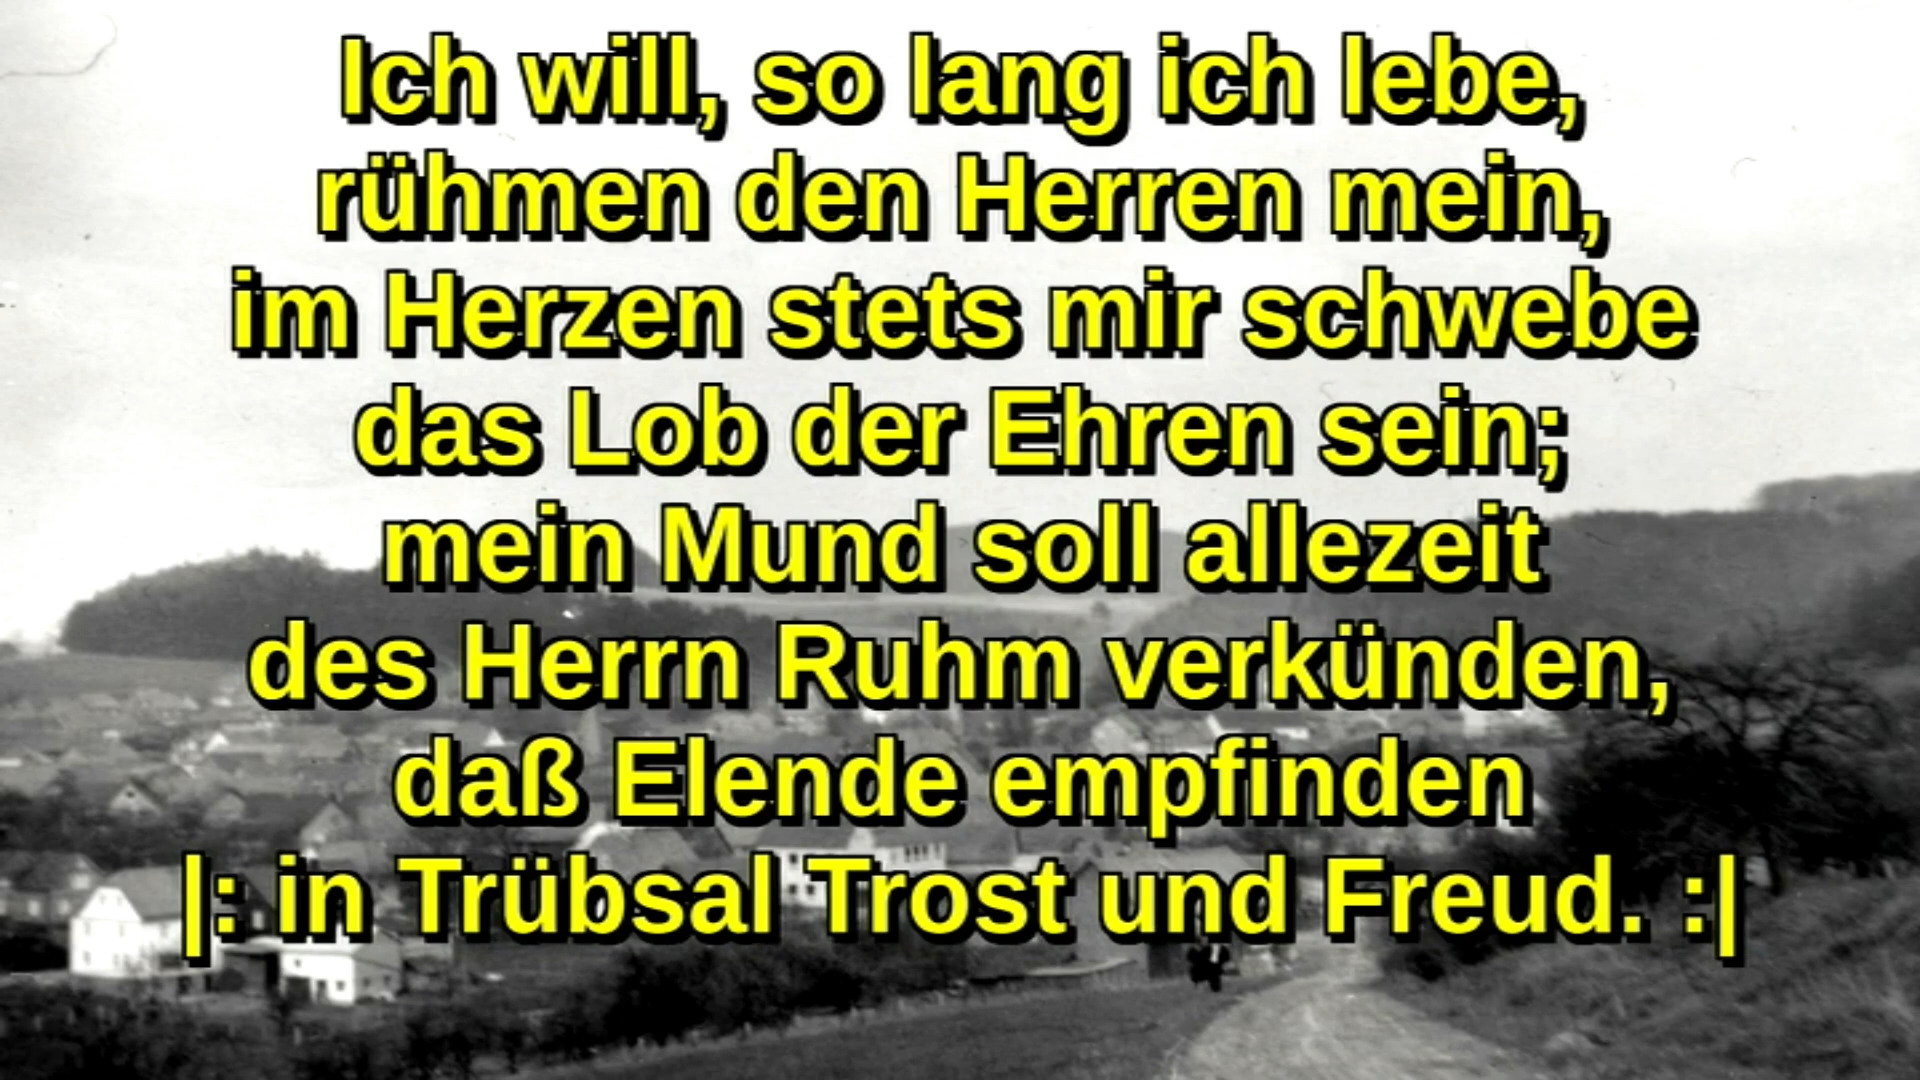 Ich will, so lang ich lebe,
rühmen den Herren mein,
im Herzen stets mir schwebe
das Lob der Ehren sein;
mein Mund soll allezeit
des Herrn Ruhm verkünden,
daß Elende empfinden
|: in Trübsal Trost und Freud. :|